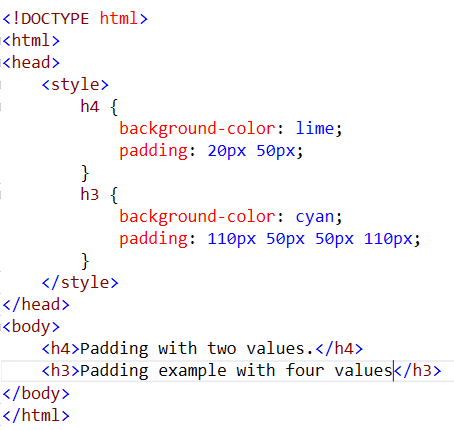 <!DOCTYPE html>
<html>
<head>
    <style>
        h4 {
            background-color: lime;
            padding: 20px 50px;
        }
        h3 {
            background-color: cyan;
            padding: 110px 50px 50px 110px;
        }
    </style>
</head>
<body>
    <h4>Padding with two values.</h4>
    <h3>Padding example with four values</h3>
</body>
</html>